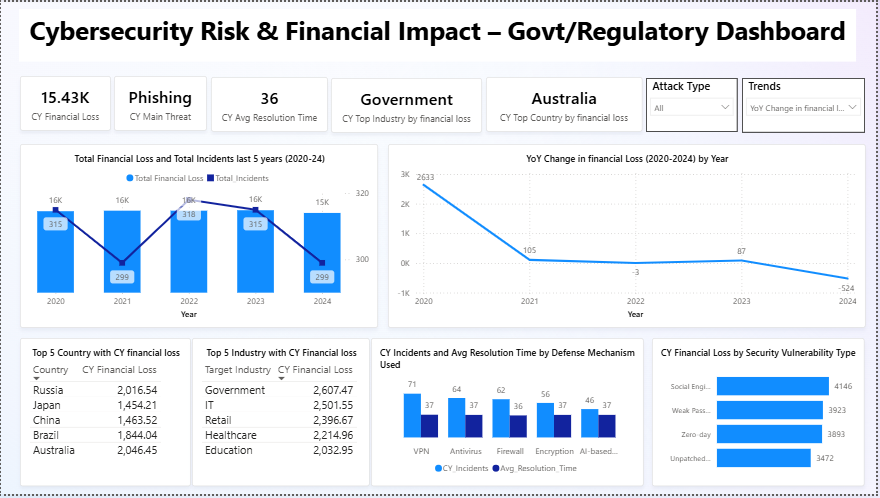 Cybersecurity Risk & Financial Impact – Govt/Regulatory Dashboard
15.43K
CY Financial Loss
Phishing
CY Main Threat
36
CY Avg Resolution Time
Government
CY Top Industry by financial loss
Australia
CY Top Country by financial loss
Attack Type
All
Trends
YoY Change in financial l...
Total Financial Loss and Total Incidents last 5 years (2020-24)
Total Financial Loss Total_Incidents
16K 16K 16K 16K 15K
320
300
315 299 318 315 299
2020 2021 2022 2023 2024
Year
YoY Change in financial Loss (2020-2024) by Year
3K
2K
1K
0K
-1K
2633 105 -3 87 -524
2020 2021 2022 2023 2024
Year
Top 5 Country with CY financial loss
Country CY Financial Loss
Russia 2,016.54
Japan 1,454.21
China 1,463.52
Brazil 1,844.04
Australia 2,046.45
Top 5 Industry with CY Financial loss
Target Industry CY Financial Loss
Government 2,607.47
IT 2,501.55
Retail 2,396.67
Healthcare 2,214.96
Education 2,032.95
CY Incidents and Avg Resolution Time by Defense Mechanism
Used
71 37 64 37 62 36 56 37 46 37
VPN Antivirus Firewall Encryption AI-based...
CY_Incidents Avg_Resolution_Time
CY Financial Loss by Security Vulnerability Type
Social Engi... 4146
Weak Pass... 3923
Zero-day 3893
Unpatched... 3472